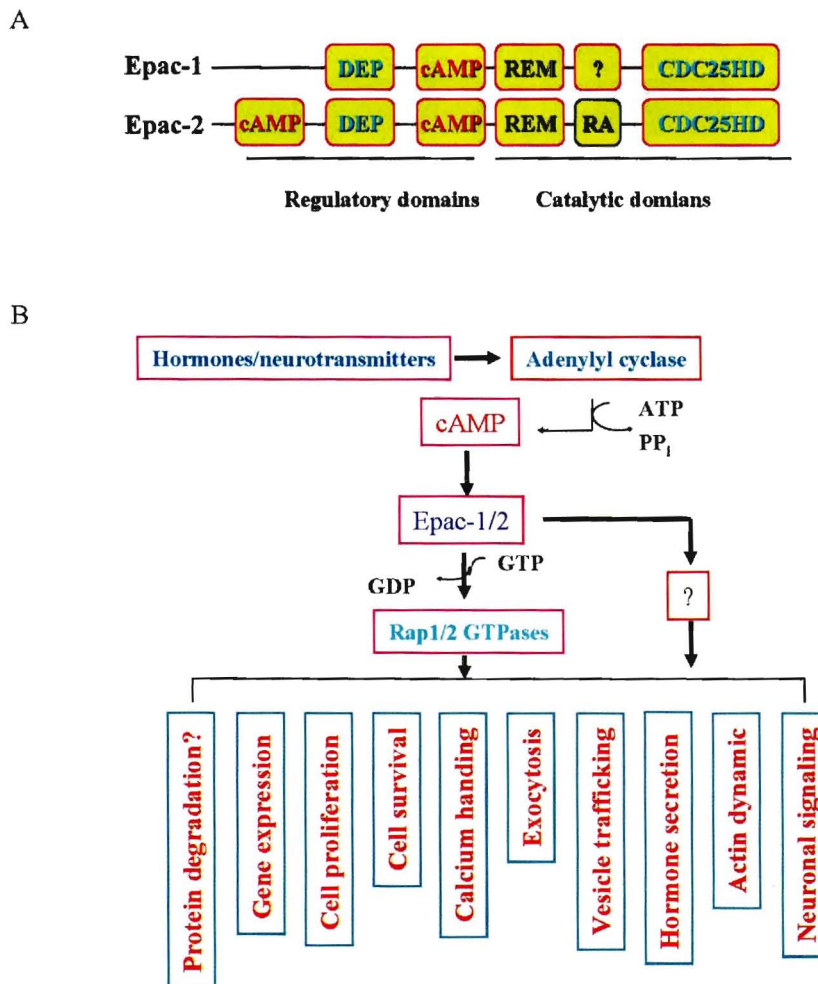 A
Epac-1 DEP cAMP REM ? CDC25HD
Epac-2 cAMP DEP cAMP REM RA CDC25HD
Regulatory domains Catalytic domians
B
Hormones/neurotransmitters Adenylyl cyclase
cAMP ATP
PPi
Epac-1/2
GDP GTP
?
Rap1/2 GTPases
Protein degradation?
Gene expression
Cell proliferation
Cell survival
Calcium handing
Exocytosis
Vesicle trafficking
Hormone secretion
Actin dynamic
Neuronal signaling